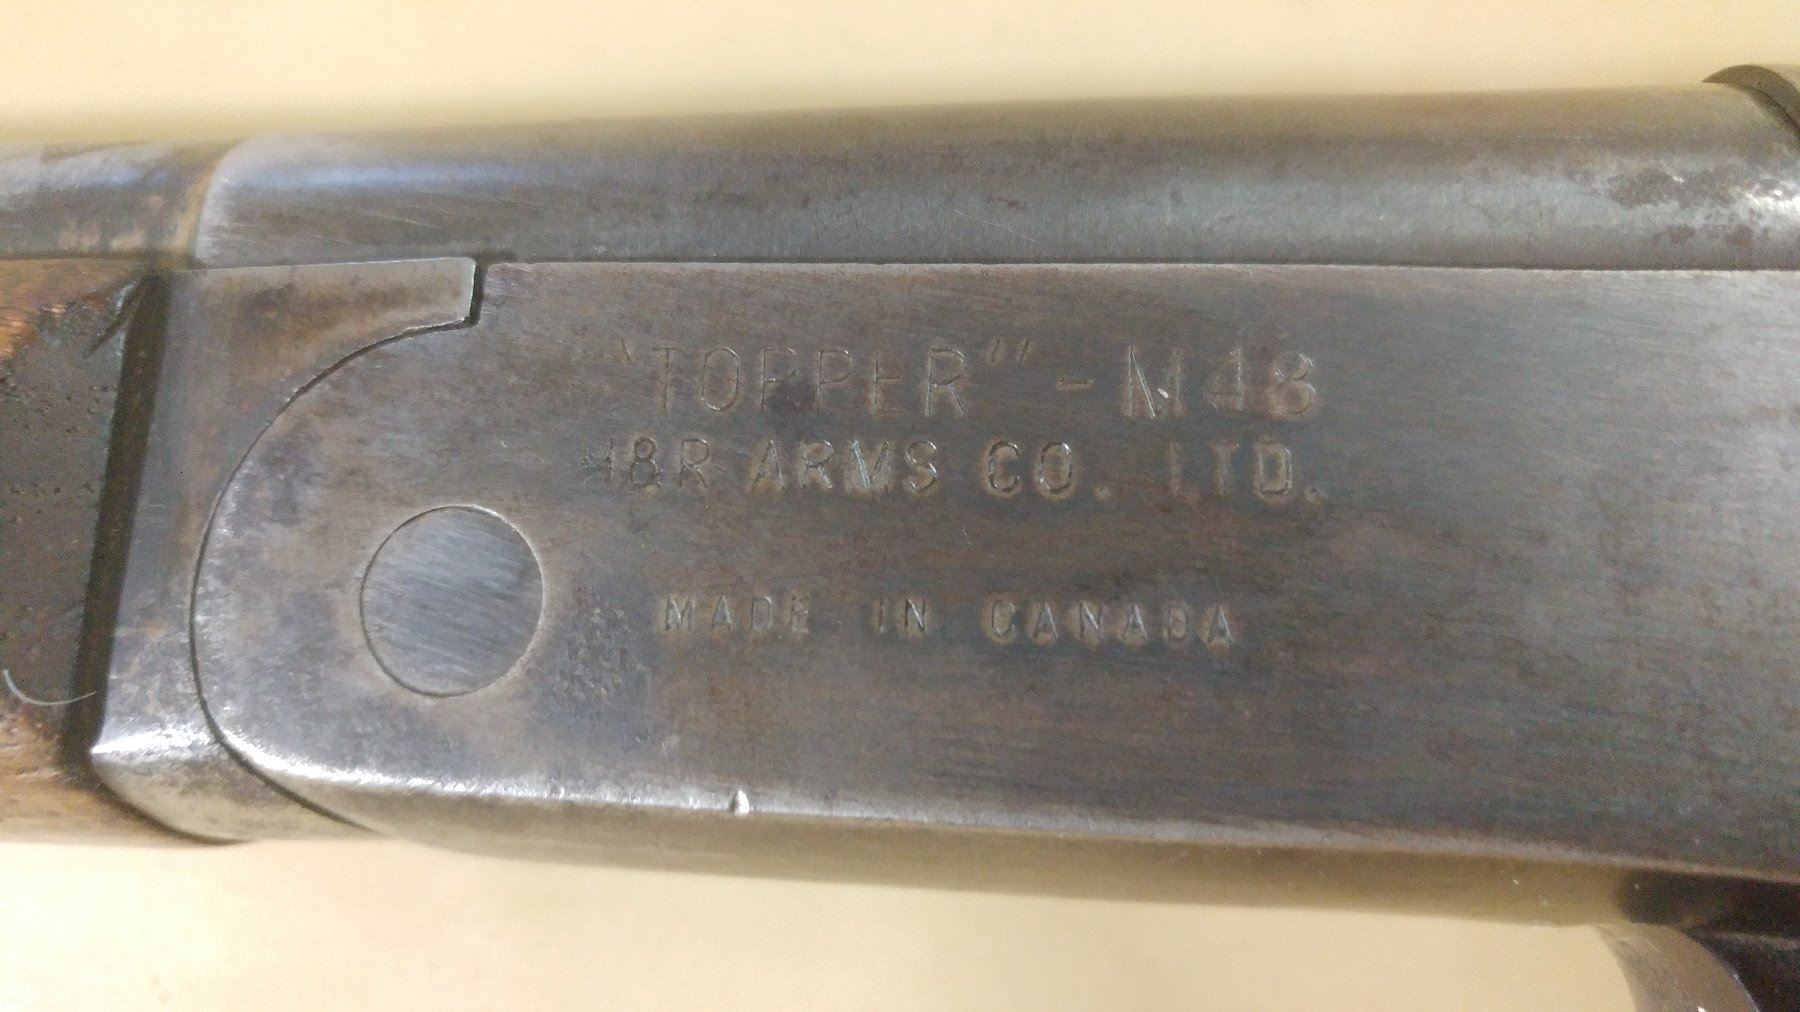 "TOPPER" - M48
H&R ARMS CO. LTD.
MADE IN CANADA